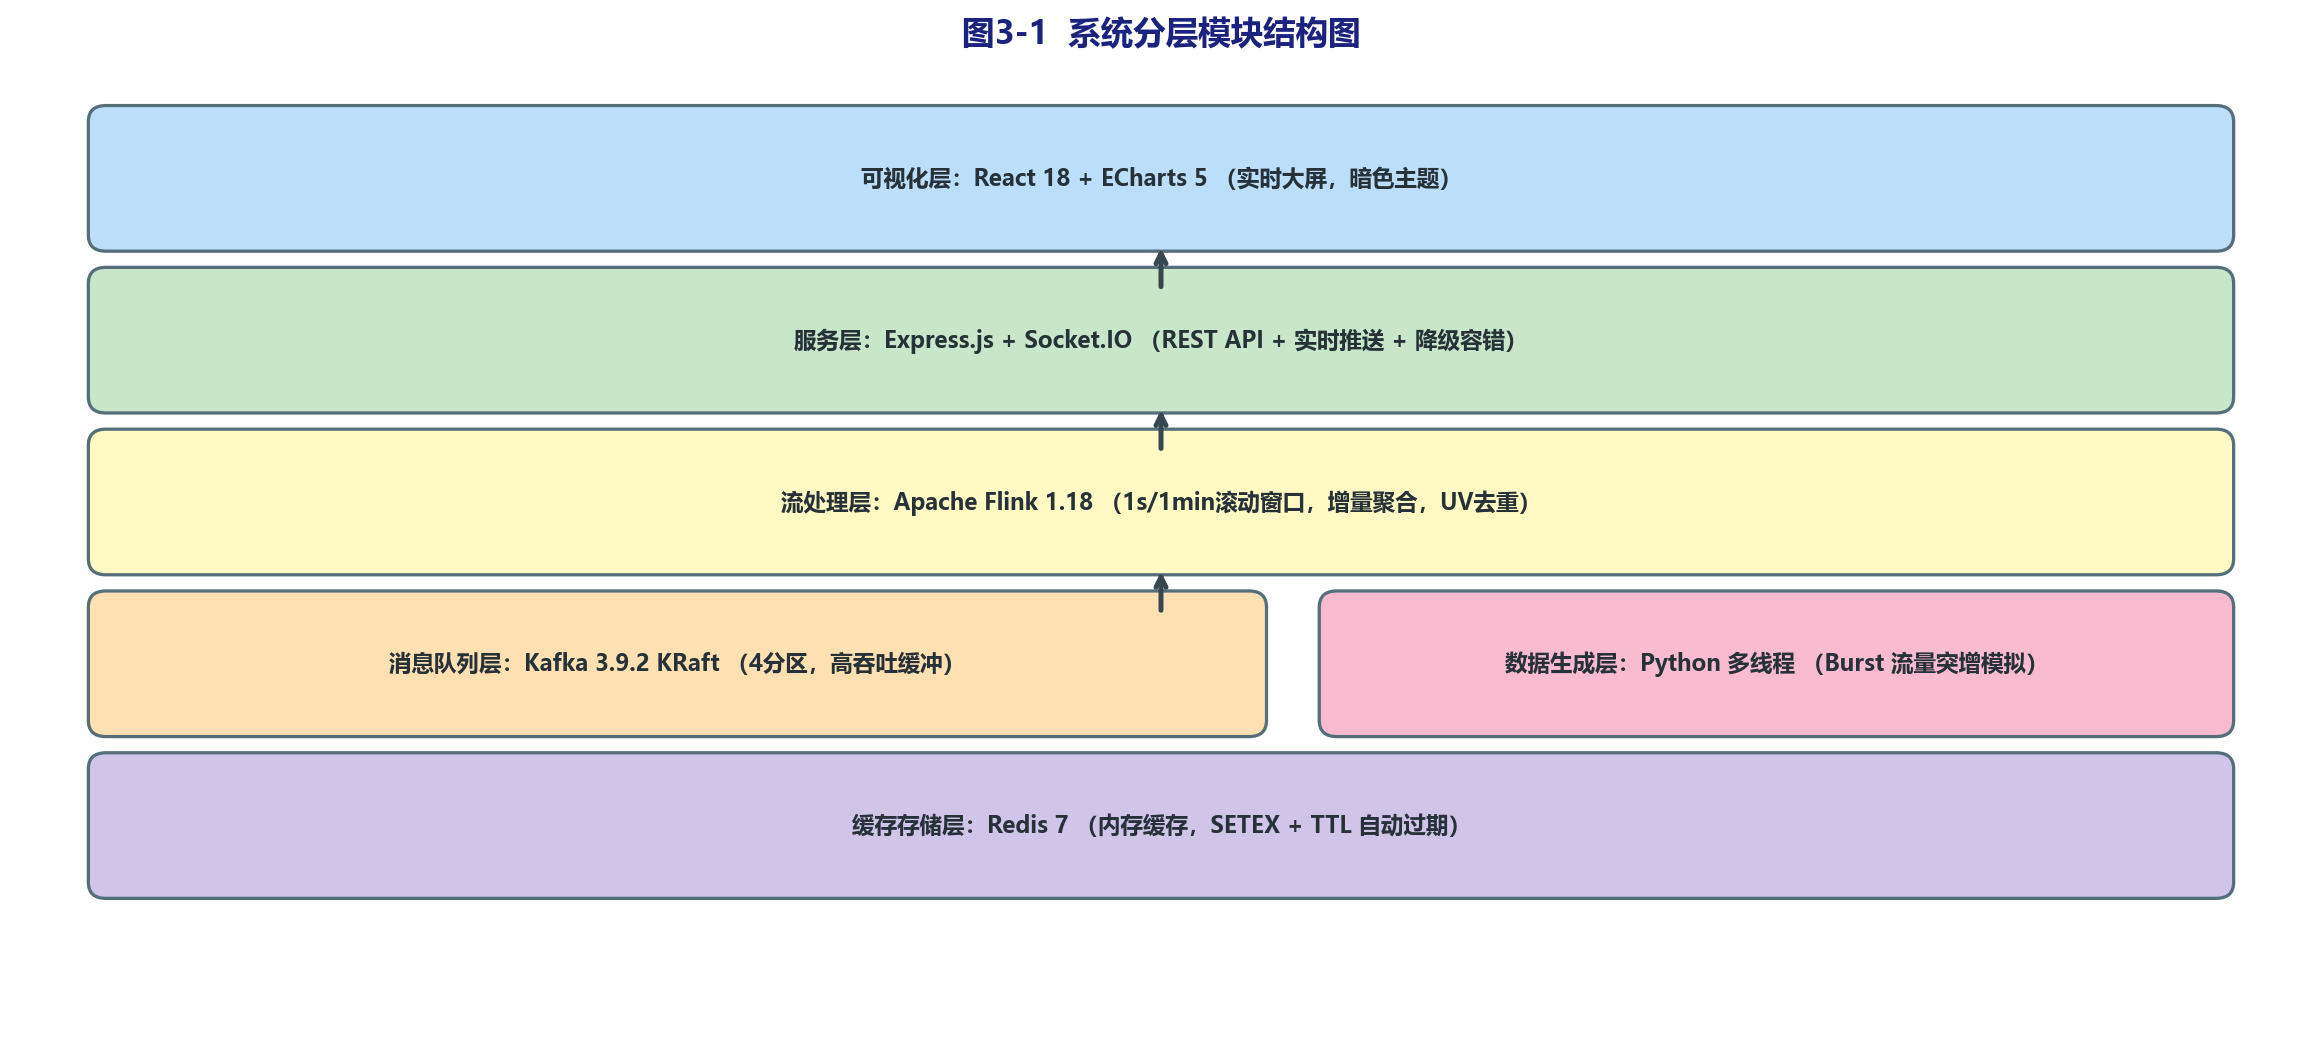 图3-1 系统分层模块结构图
可视化层：React 18 + ECharts 5 （实时大屏，暗色主题）
服务层：Express.js + Socket.IO （REST API + 实时推送 + 降级容错）
流处理层：Apache Flink 1.18 （1s/1min滚动窗口，增量聚合，UV去重）
消息队列层：Kafka 3.9.2 KRaft （4分区，高吞吐缓冲）
数据生成层：Python 多线程 （Burst 流量突增模拟）
缓存存储层：Redis 7 （内存缓存，SETEX + TTL 自动过期）